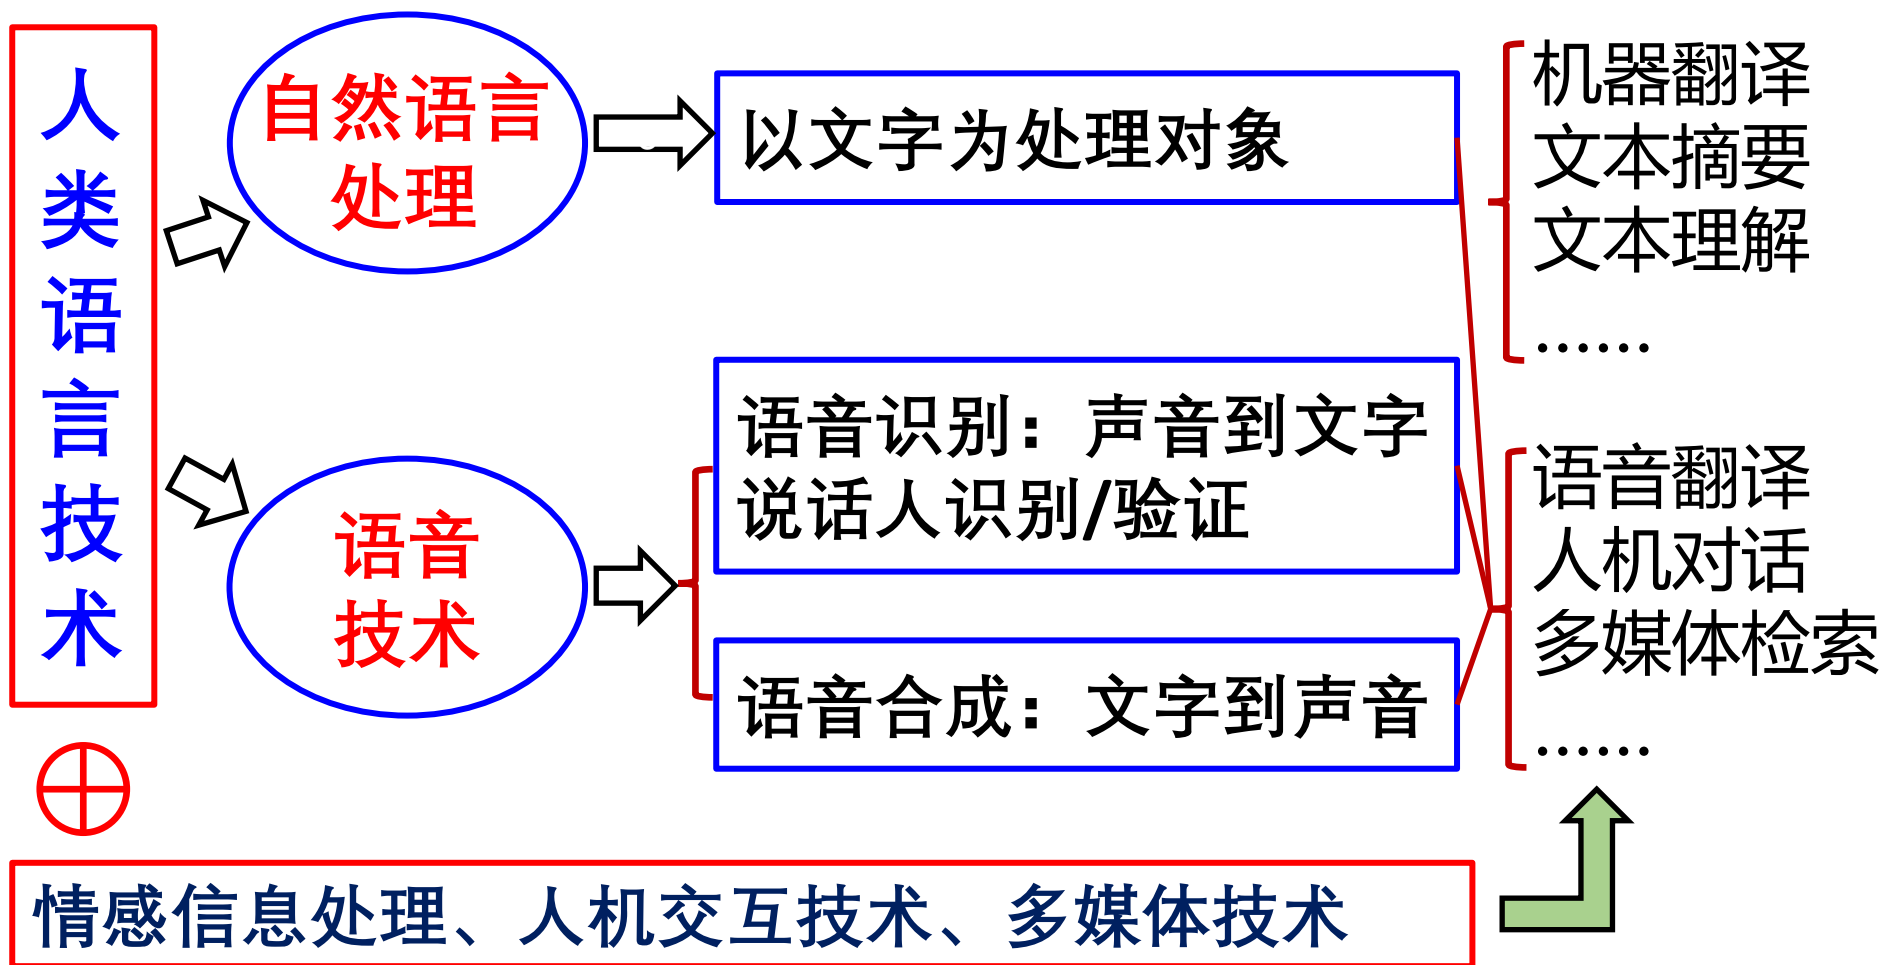 人类语言技术
自然语言
处理
以文字为处理对象
机器翻译
文本摘要
文本理解
……
语音
技术
语音识别：声音到文字
说话人识别/验证
语音合成：文字到声音
语音翻译
人机对话
多媒体检索
……
情感信息处理、人机交互技术、多媒体技术